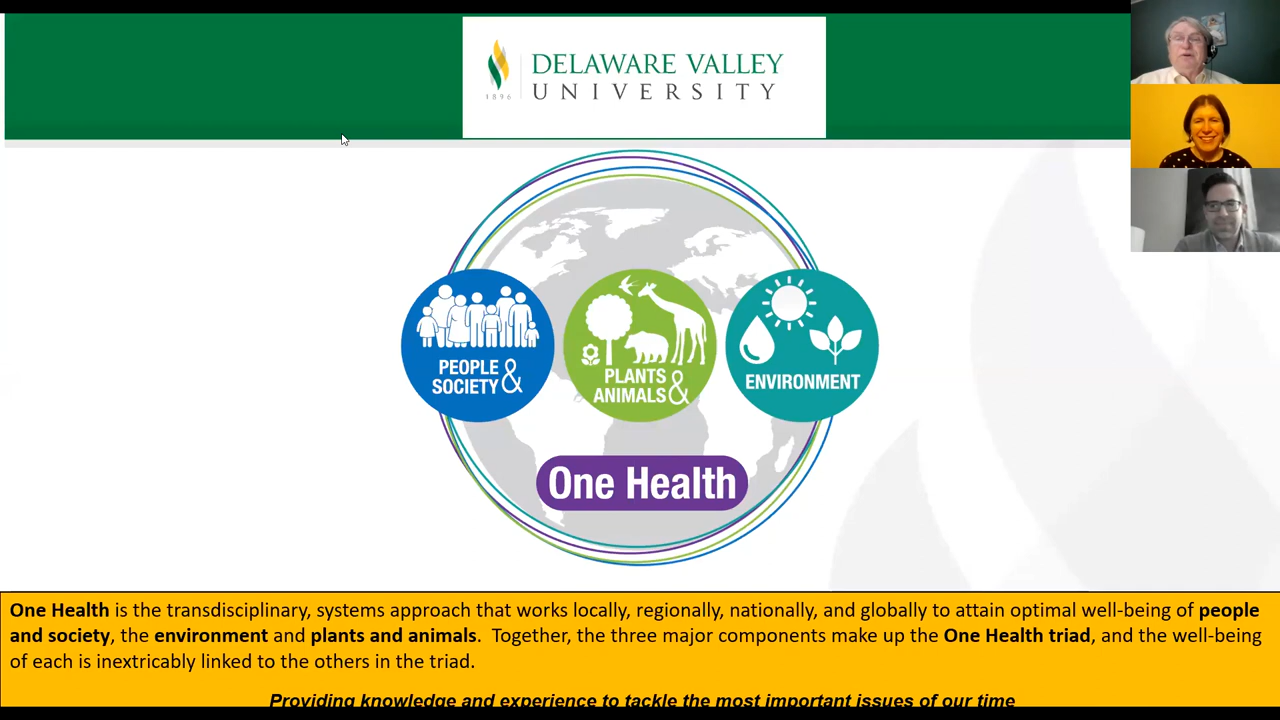 DELAWARE VALLEY
1896
UNIVERSITY
PEOPLE
SOCIETY &
PLANTS
ANIMALS &
ENVIRONMENT
One Health
One Health is the transdisciplinary, systems approach that works locally, regionally, nationally, and globally to attain optimal well-being of people
and society, the environment and plants and animals. Together, the three major components make up the One Health triad, and the well-being
of each is inextricably linked to the others in the triad.
Providing knowledge and experience to tackle the most important issues of our time